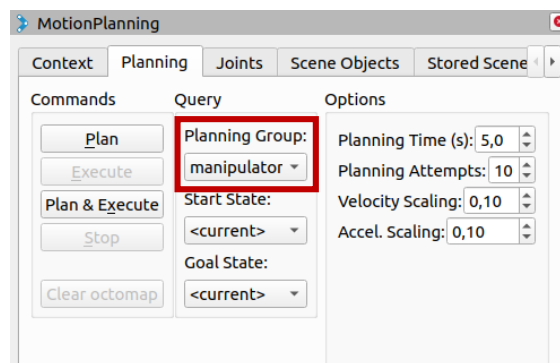 MotionPlanning
Context Planning Joints Scene Objects Stored Scene
Commands Query Options
Plan
Execute
Plan & Execute
Stop
Clear octomap
Planning Group:
manipulator
Start State:
<current>
Goal State:
<current>
Planning Time (s): 5,0
Planning Attempts: 10
Velocity Scaling: 0,10
Accel. Scaling: 0,10